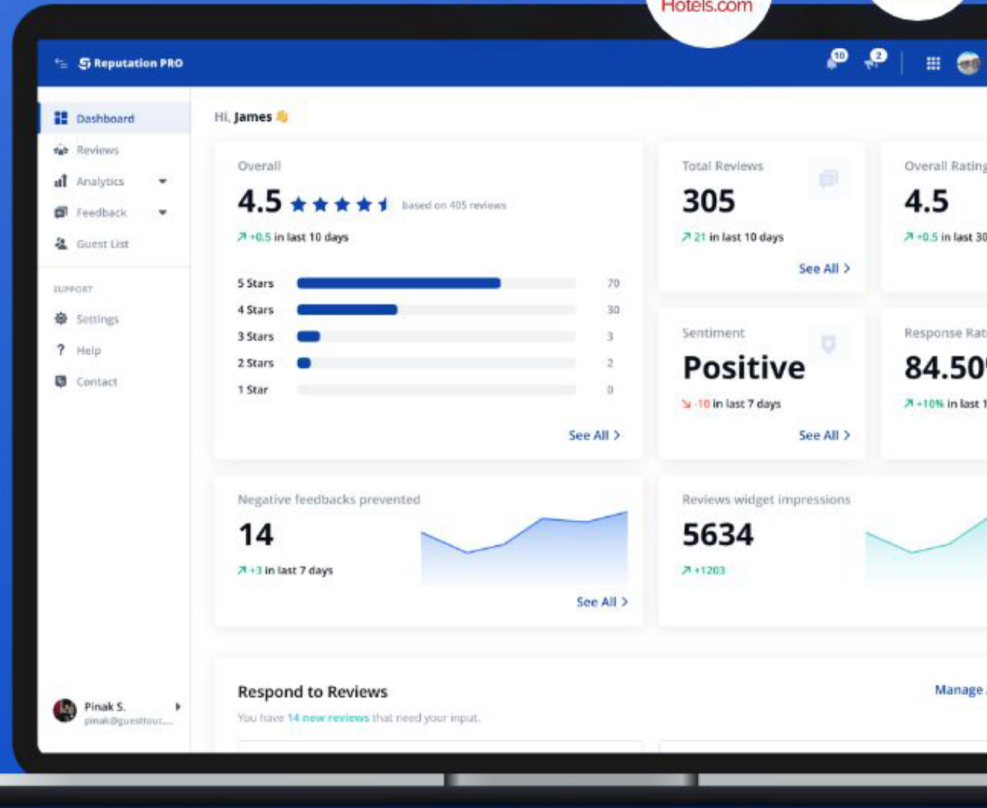 Hotels.com
10
2
Reputation PRO
Dashboard
Reviews
Analytics
Feedback
Guest List
SUPPORT
Settings
Help
Contact
Pinak S.
pinak@guesttout....
Hi, James 👋
Overall
4.5 based on 405 reviews
+0.5 in last 10 days
5 Stars 70
4 Stars 30
3 Stars 3
2 Stars 2
1 Star 0
See All >
Total Reviews
305
21 in last 10 days
See All >
Overall Rating
4.5
+0.5 in last 30
Sentiment
Positive
-10 in last 7 days
See All >
Response Rat
84.50
+10% in last 1
Negative feedbacks prevented
14
+3 in last 7 days
See All >
Reviews widget impressions
5634
+1203
Respond to Reviews
Manage
You have 14 new reviews that need your input.